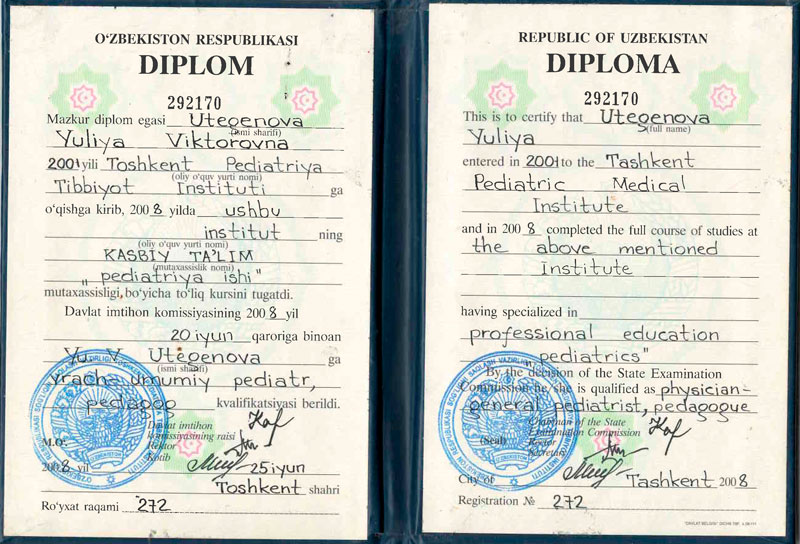 O‘ZBEKISTON RESPUBLIKASI
DIPLOM
292170
Mazkur diplom egasi Utegenova
(ismi sharifi)
Yuliya Viktorovna
2001 yili Toshkent Pediatriya
(oliy o‘quv yurti nomi)
Tibbiyot Instituti ga
o‘qishga kirib, 2008 yilda ushbu
institut ning
(oliy o‘quv yurti nomi)
KASBIY TA’LIM
(mutaxassislik nomi)
"pediatriya ishi"
mutaxassisligi bo‘yicha to‘liq kursini tugatdi.
Davlat imtihon komissiyasining 2008 yil
20 iyun qaroriga binoan
Yu. V. Utegenova ga
(ismi sharifi)
vrach umumiy pediatr,
pedagog kvalifikatsiyasi berildi.
Davlat imtihon
komissiyasining raisi
Rektor
M.O‘. Kotib
2008 yil 25 iyun
Toshkent shahri
Ro‘yxat raqami 272
REPUBLIC OF UZBEKISTAN
DIPLOMA
292170
This is to certify that Utegenova
(full name)
Yuliya
entered in 2001 to the Tashkent
Pediatric Medical
Institute
and in 2008 completed the full course of studies at
the above mentioned
Institute
having specialized in
professional education
pediatrics"
By the decision of the State Examination
Commission he/she is qualified as physician-
general pediatrist, pedagogue
Chairman of the State
Examination Commission
(Seal) Rector
Secretary
City of Tashkent 2008
Registration № 272